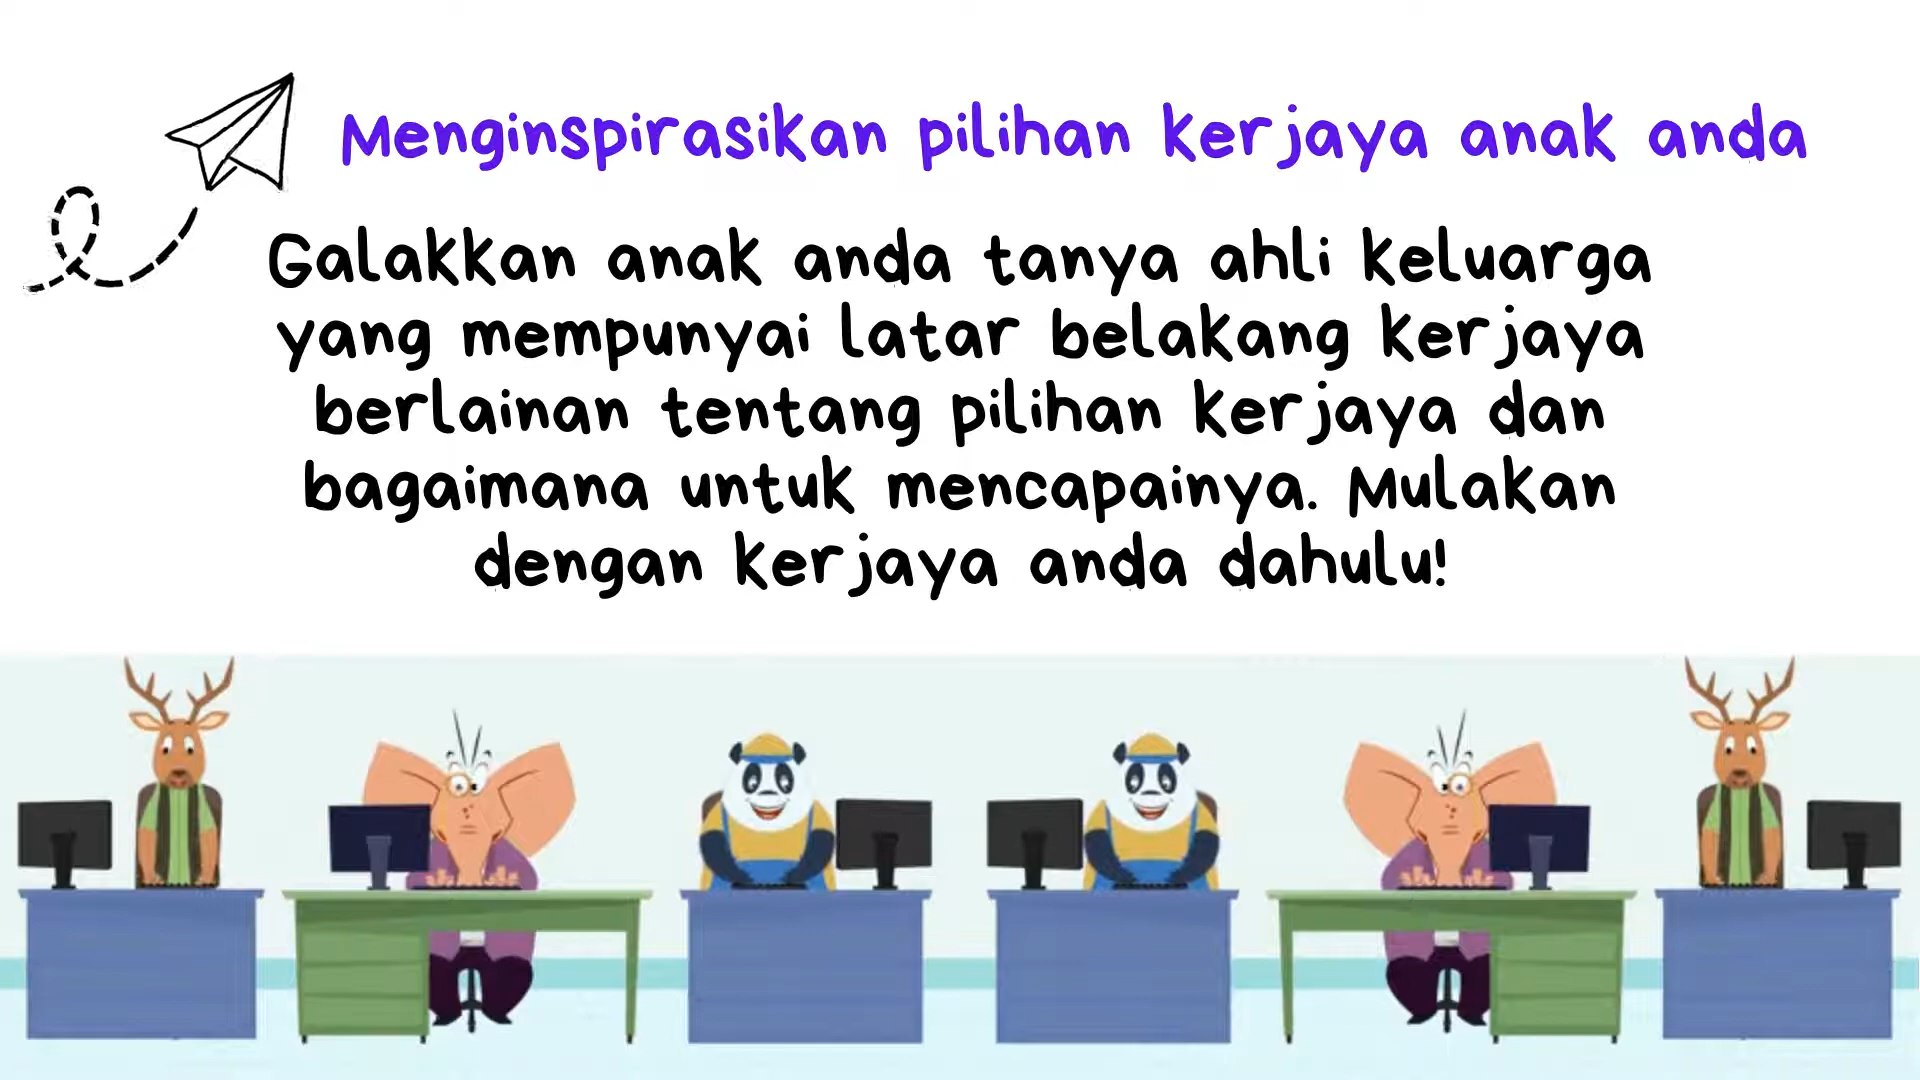 Menginspirasikan pilihan kerjaya anak anda
Galakkan anak anda tanya ahli keluarga
yang mempunyai latar belakang kerjaya
berlainan tentang pilihan kerjaya dan
bagaimana untuk mencapainya. Mulakan
dengan kerjaya anda dahulu!